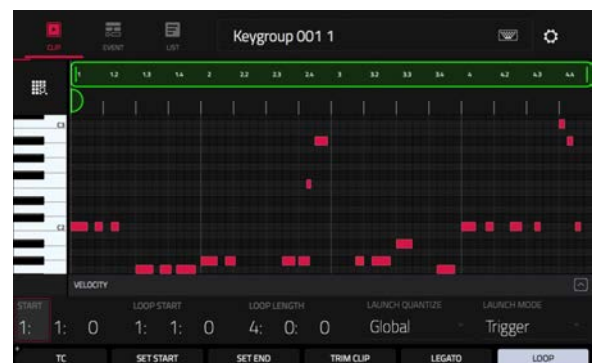 Keygroup 001 1
CLIP EVENT LIST
1 1.2 1.3 1.4 2 2.2 2.3 2.4 3 3.2 3.3 3.4 4 4.2 4.3 4.4
C3
C2
VELOCITY
START LOOP START LOOP LENGTH LAUNCH QUANTIZE LAUNCH MODE
1: 1: 0 1: 1: 0 4: 0: 0 Global Trigger
TC SET START SET END TRIM CLIP LEGATO LOOP